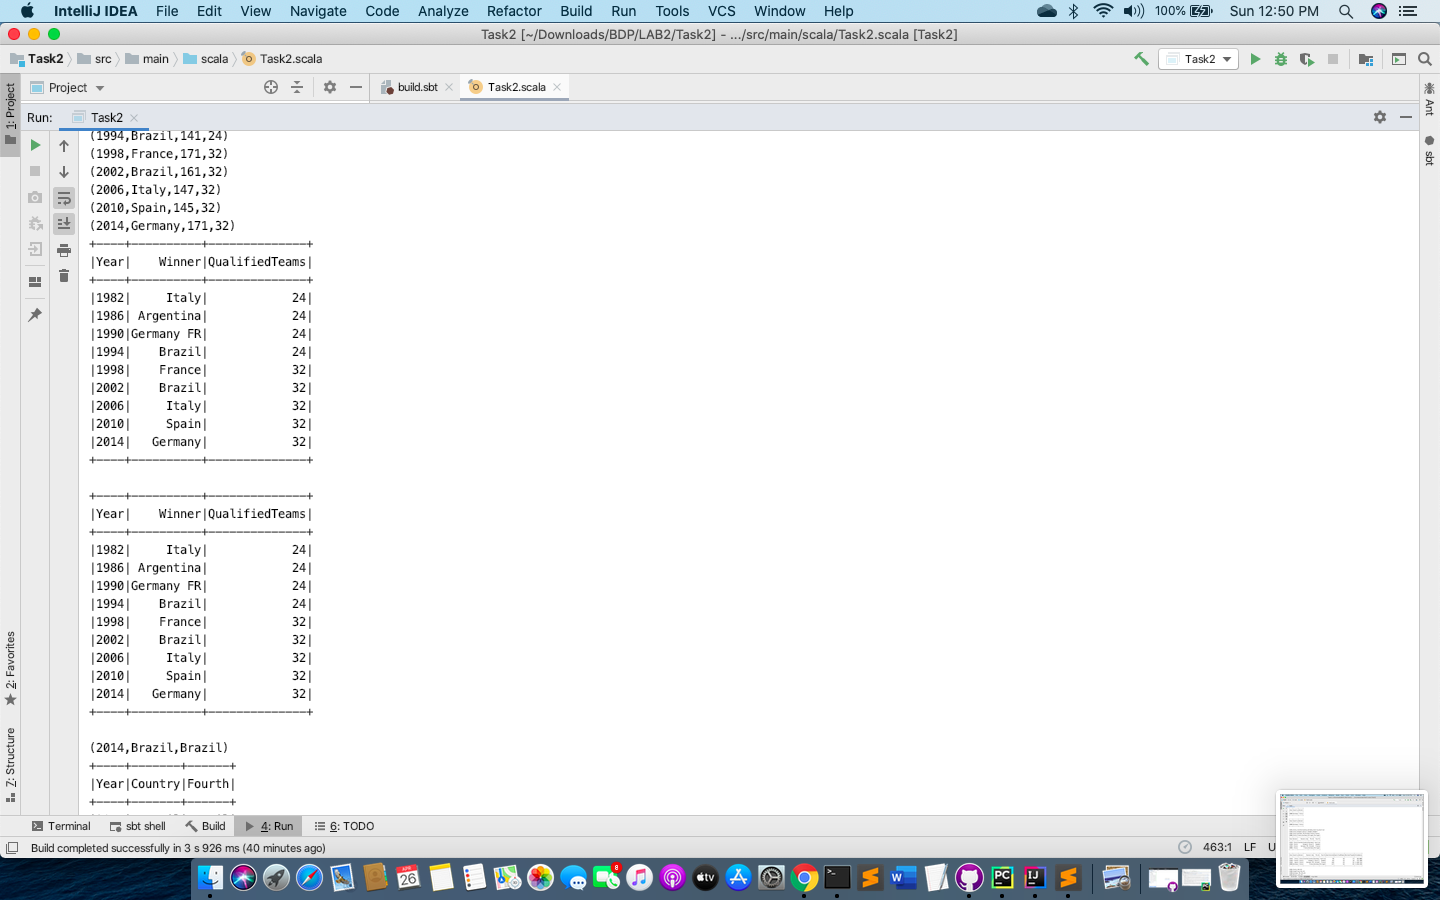 IntelliJ IDEA File Edit View Navigate Code Analyze Refactor Build Run Tools VCS Window Help 100% Sun 12:50 PM
Task2 [~/Downloads/BDP/LAB2/Task2] - .../src/main/scala/Task2.scala [Task2]
Task2 src main scala Task2.scala Task2
1: Project
Project build.sbt Task2.scala
Ant
Run: Task2
sbt
(1994,Brazil,141,24)
(1998,France,171,32)
(2002,Brazil,161,32)
(2006,Italy,147,32)
(2010,Spain,145,32)
(2014,Germany,171,32)
+----+----------+--------------+
|Year|    Winner|QualifiedTeams|
+----+----------+--------------+
|1982|     Italy|            24|
|1986| Argentina|            24|
|1990|Germany FR|            24|
|1994|    Brazil|            24|
|1998|    France|            32|
|2002|    Brazil|            32|
|2006|     Italy|            32|
|2010|     Spain|            32|
|2014|   Germany|            32|
+----+----------+--------------+
+----+----------+--------------+
|Year|    Winner|QualifiedTeams|
+----+----------+--------------+
|1982|     Italy|            24|
|1986| Argentina|            24|
|1990|Germany FR|            24|
|1994|    Brazil|            24|
|1998|    France|            32|
|2002|    Brazil|            32|
|2006|     Italy|            32|
|2010|     Spain|            32|
|2014|   Germany|            32|
+----+----------+--------------+
(2014,Brazil,Brazil)
+----+-------+------+
|Year|Country|Fourth|
+----+-------+------+
2: Favorites
7: Structure
Terminal sbt shell Build 4: Run 6: TODO
Build completed successfully in 3 s 926 ms (40 minutes ago) 463:1 LF
APR
26
8
tv
W
PC
IJ